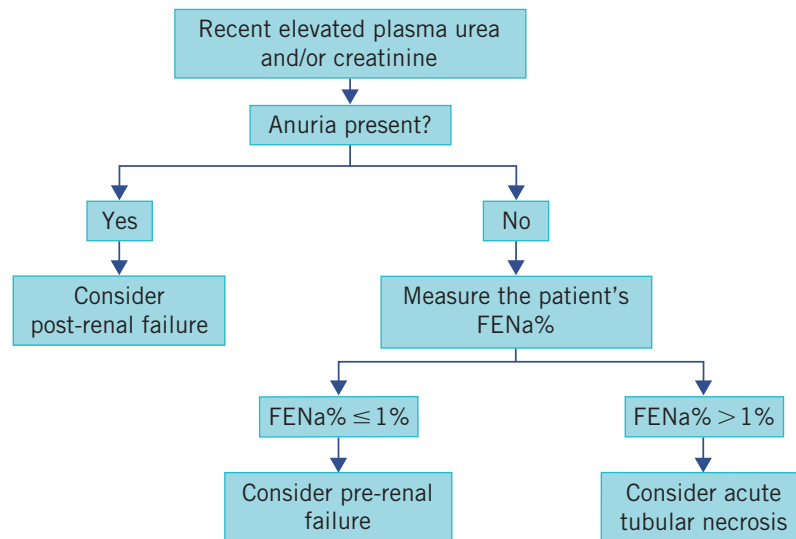 Recent elevated plasma urea
and/or creatinine
Anuria present?
Yes
No
Consider
post-renal failure
Measure the patient’s
FENa%
FENa% ≤ 1%
FENa% > 1%
Consider pre-renal
failure
Consider acute
tubular necrosis